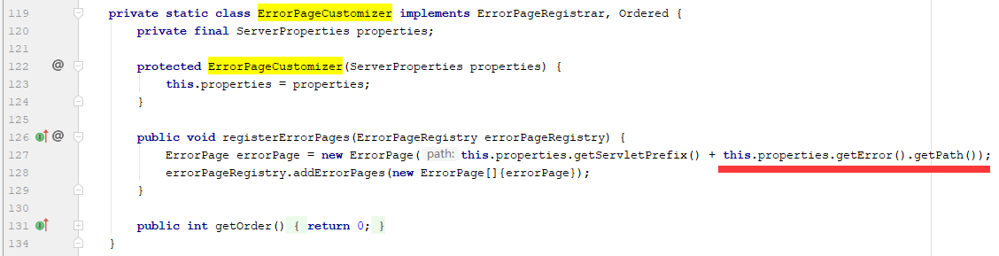 119 private static class ErrorPageCustomizer implements ErrorPageRegistrar, Ordered {
120 private final ServerProperties properties;
121
122 @ protected ErrorPageCustomizer(ServerProperties properties) {
123 this.properties = properties;
124 }
125
126 @ public void registerErrorPages(ErrorPageRegistry errorPageRegistry) {
127 ErrorPage errorPage = new ErrorPage( path: this.properties.getServletPrefix() + this.properties.getError().getPath());
128 errorPageRegistry.addErrorPages(new ErrorPage[]{errorPage});
129 }
130
131 public int getOrder() { return 0; }
134 }